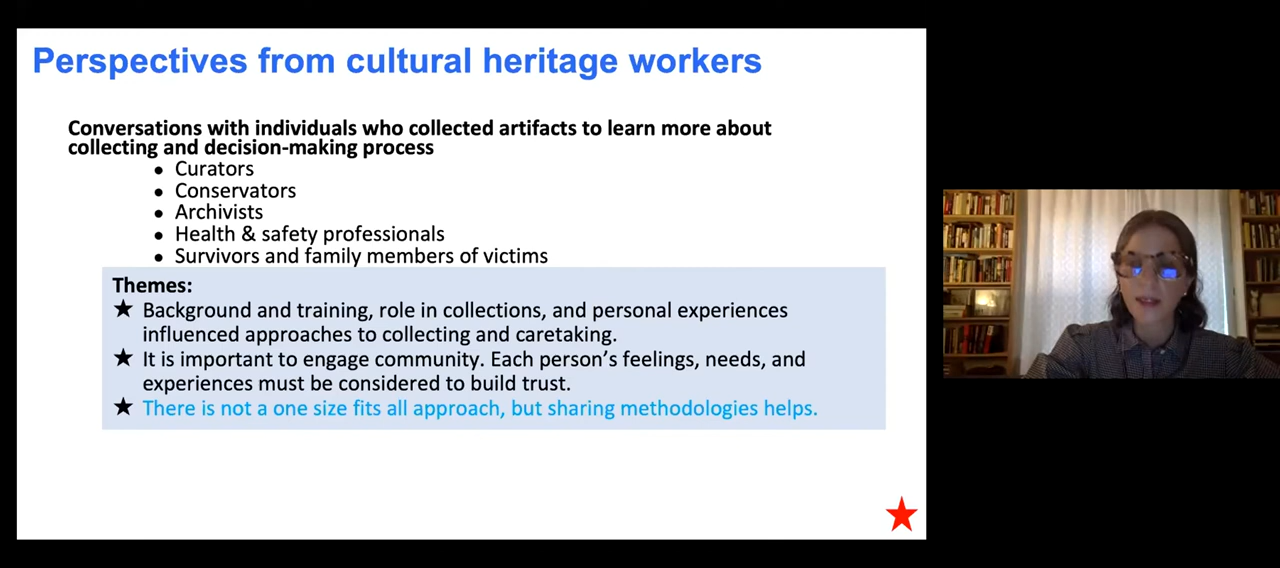 Perspectives from cultural heritage workers
Conversations with individuals who collected artifacts to learn more about
collecting and decision-making process
• Curators
• Conservators
• Archivists
• Health & safety professionals
• Survivors and family members of victims
Themes:
★ Background and training, role in collections, and personal experiences
influenced approaches to collecting and caretaking.
★ It is important to engage community. Each person’s feelings, needs, and
experiences must be considered to build trust.
★ There is not a one size fits all approach, but sharing methodologies helps.